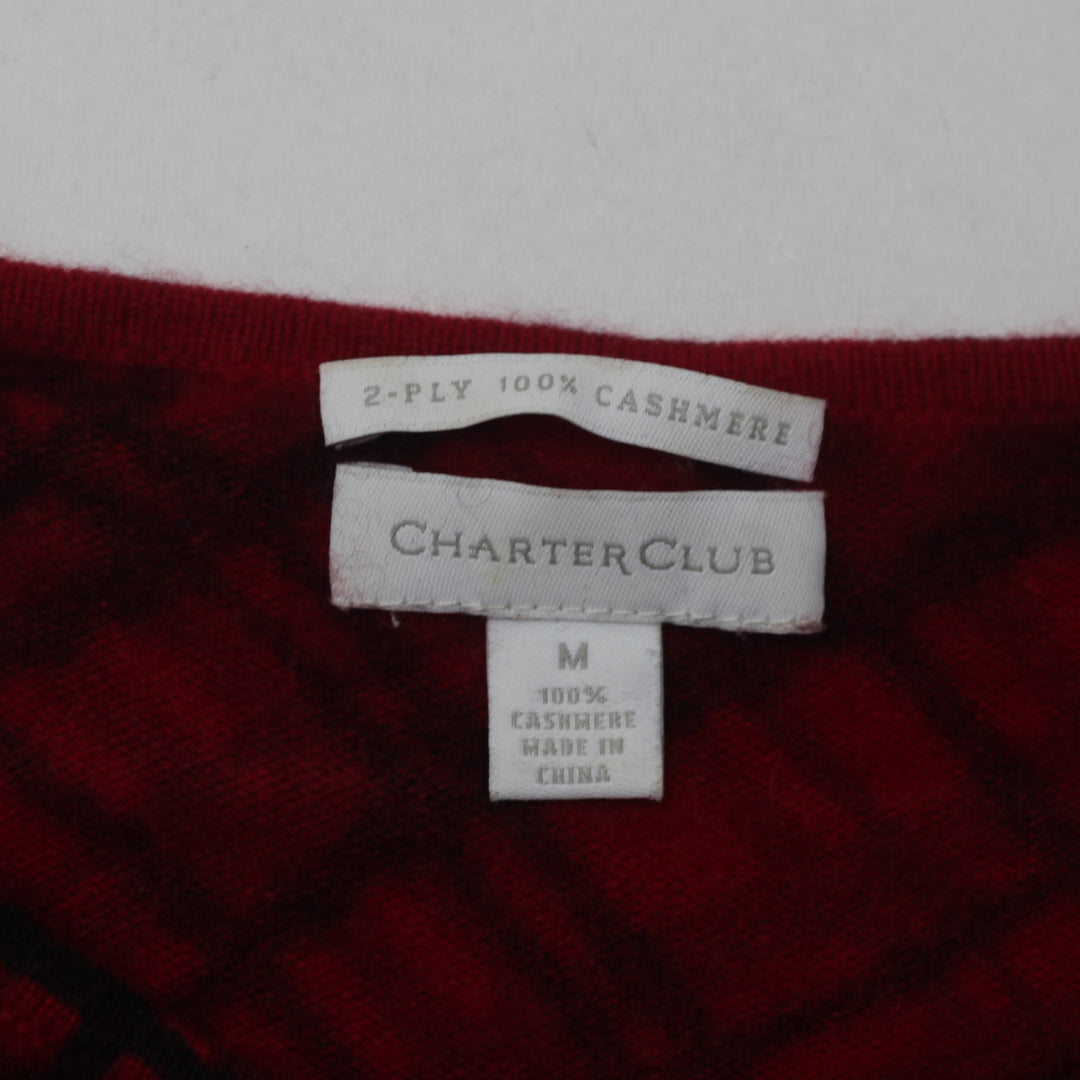 2-PLY 100% CASHMERE
CHARTER CLUB
M
100%
CASHMERE
MADE IN
CHINA